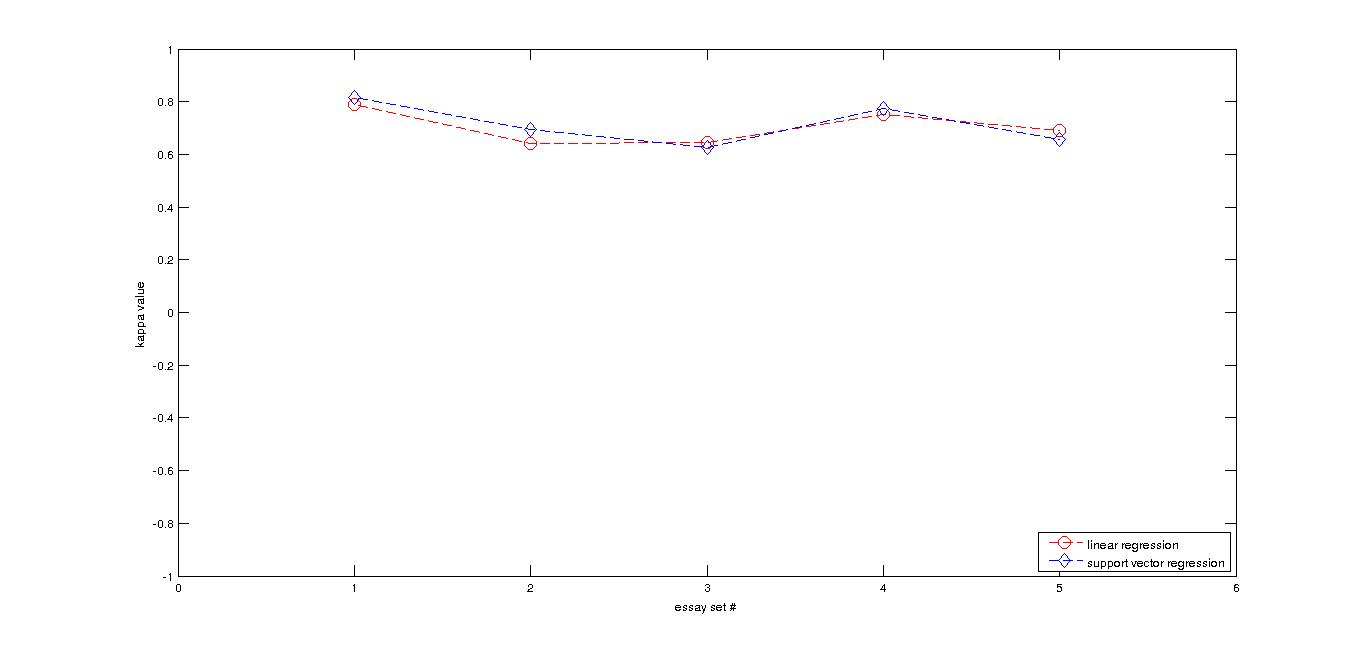 1
0.8
0.6
0.4
0.2
0
-0.2
-0.4
-0.6
-0.8
-1
kappa value
0 1 2 3 4 5 6
essay set #
linear regression
support vector regression